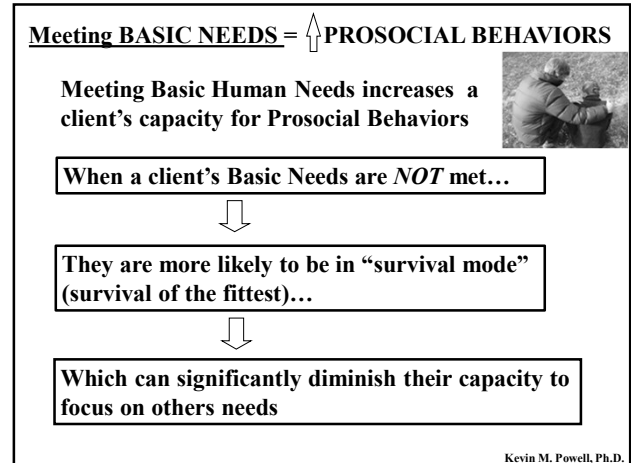 Meeting BASIC NEEDS = PROSOCIAL BEHAVIORS
Meeting Basic Human Needs increases a
client's capacity for Prosocial Behaviors
When a client's Basic Needs are NOT met…
They are more likely to be in “survival mode”
(survival of the fittest)…
Which can significantly diminish their capacity to
focus on others needs
Kevin M. Powell, Ph.D.